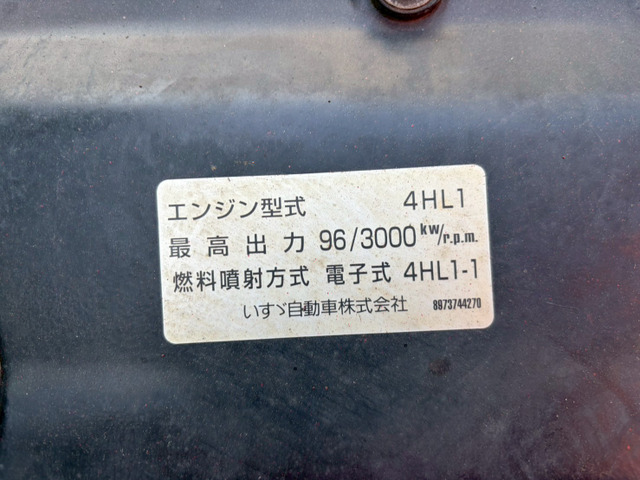 エンジン型式 4HL1
最高出力 96/3000 kw/r.p.m.
燃料噴射方式 電子式 4HL1-1
いすゞ自動車株式会社 8973744270